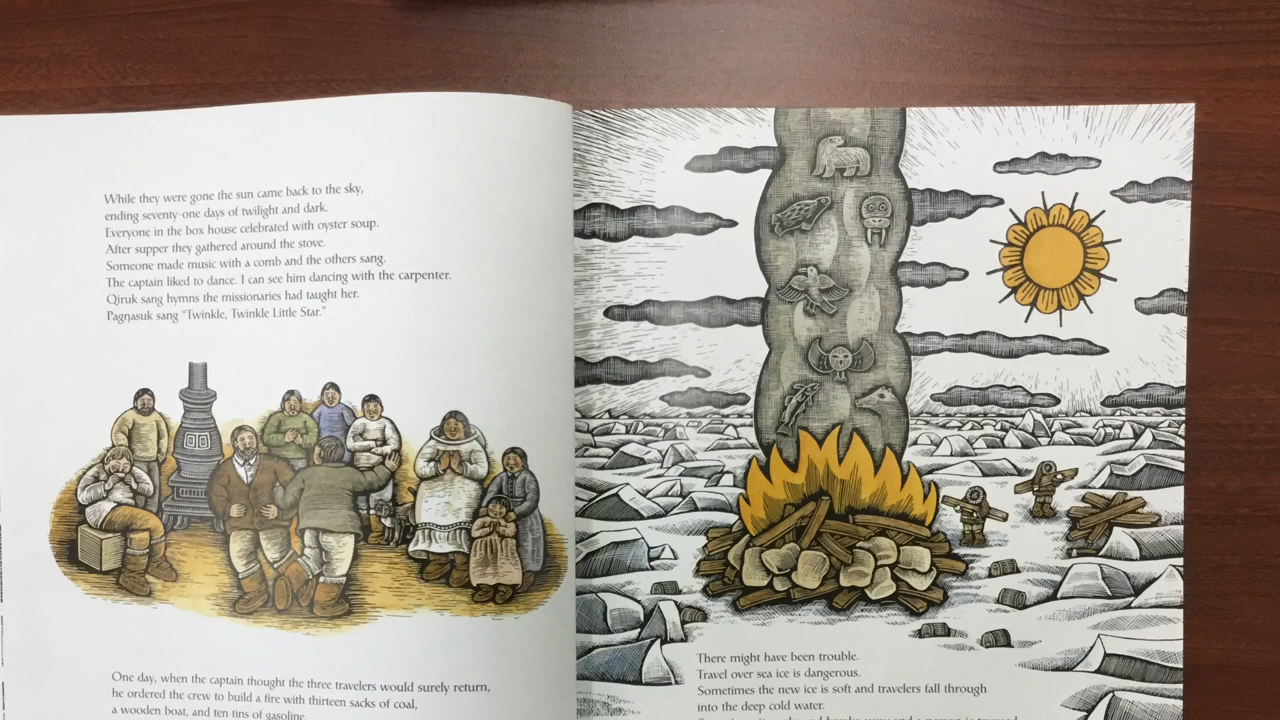 While they were gone the sun came back to the sky,
ending seventy-one days of twilight and dark.
Everyone in the box house celebrated with oyster soup.
After supper they gathered around the stove.
Someone made music with a comb and the others sang.
The captain liked to dance. I can see him dancing with the carpenter.
Qiruk sang hymns the missionaries had taught her.
Pagŋasuk sang “Twinkle, Twinkle Little Star.”
One day, when the captain thought the three travelers would surely return,
he ordered the crew to build a fire with thirteen sacks of coal,
a wooden boat, and ten tins of gasoline
There might have been trouble.
Travel over sea ice is dangerous.
Sometimes the new ice is soft and travelers fall through
into the deep cold water.